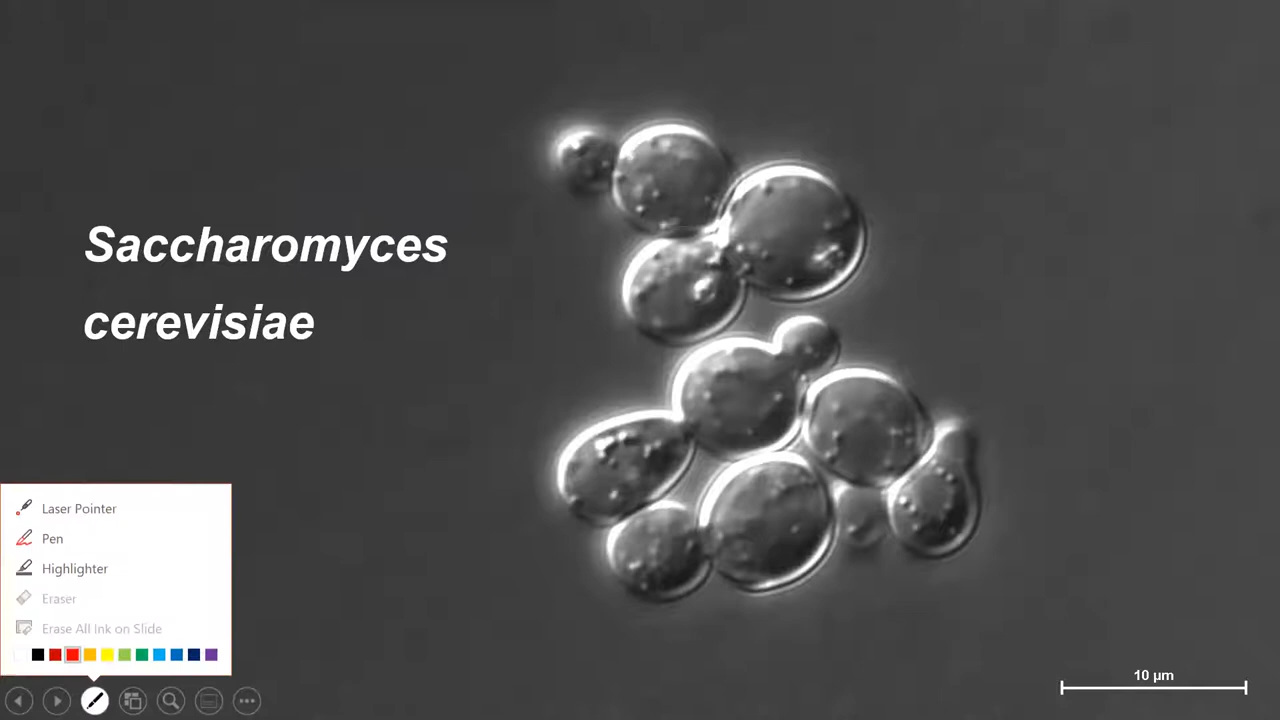 Saccharomyces
cerevisiae
Laser Pointer
Pen
Highlighter
Eraser
Erase All Ink on Slide
10 µm